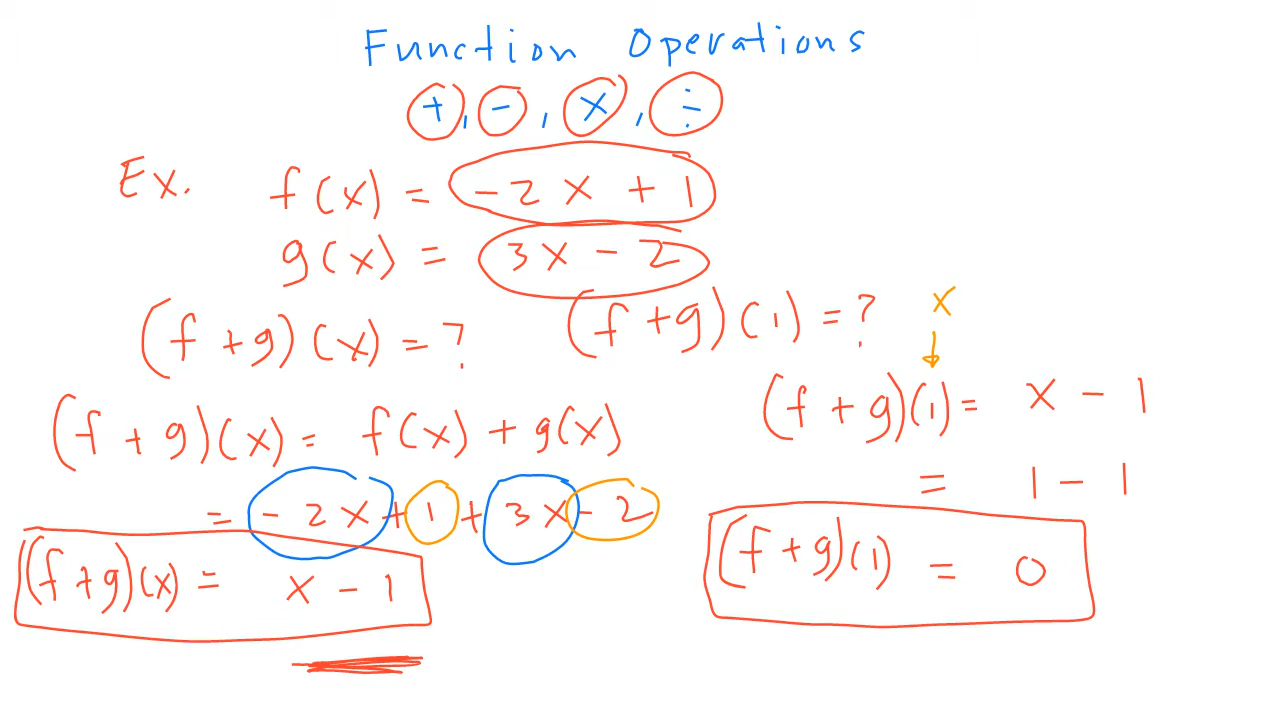 Function Operations
+, -, x, ÷
Ex. f(x) = -2x + 1
g(x) = 3x - 2
(f+g)(x) = ?
(f+g)(1) = ?
x
(f+g)(x) = f(x) + g(x)
= -2x + 1 + 3x - 2
(f+g)(x) = x - 1
(f+g)(1) = x - 1
= 1 - 1
(f+g)(1) = 0